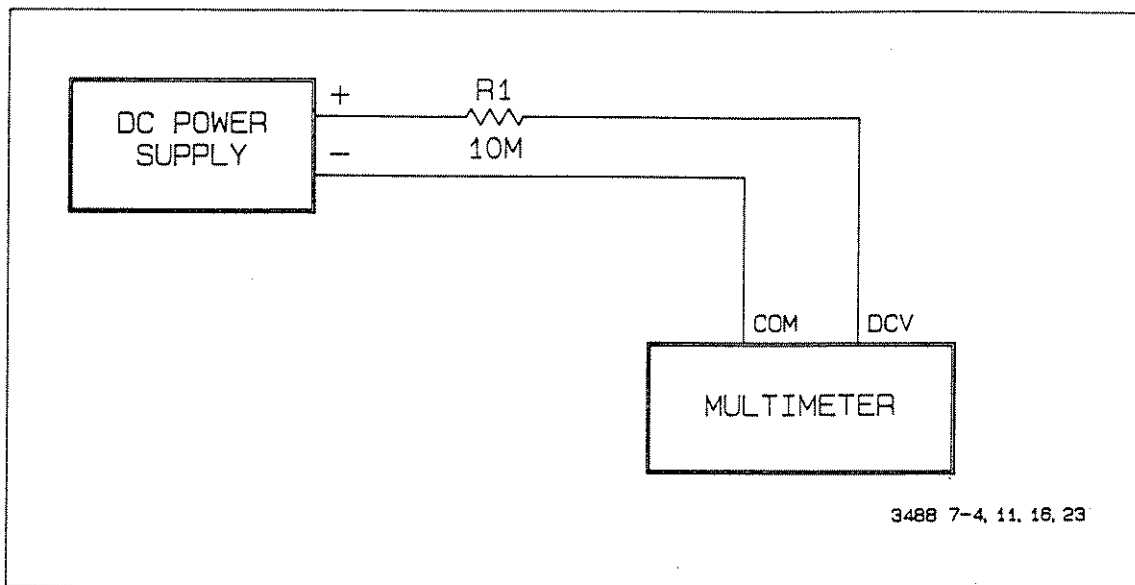 DC POWER
SUPPLY
+
-
R1
10M
COM
DCV
MULTIMETER
3488 7-4, 11, 16, 23